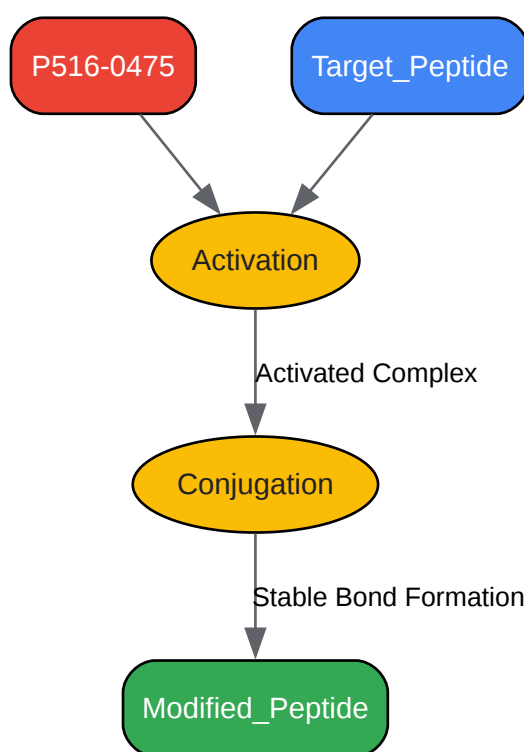 P516-0475
Target_Peptide
Activation
Activated Complex
Conjugation
Stable Bond Formation
Modified_Peptide